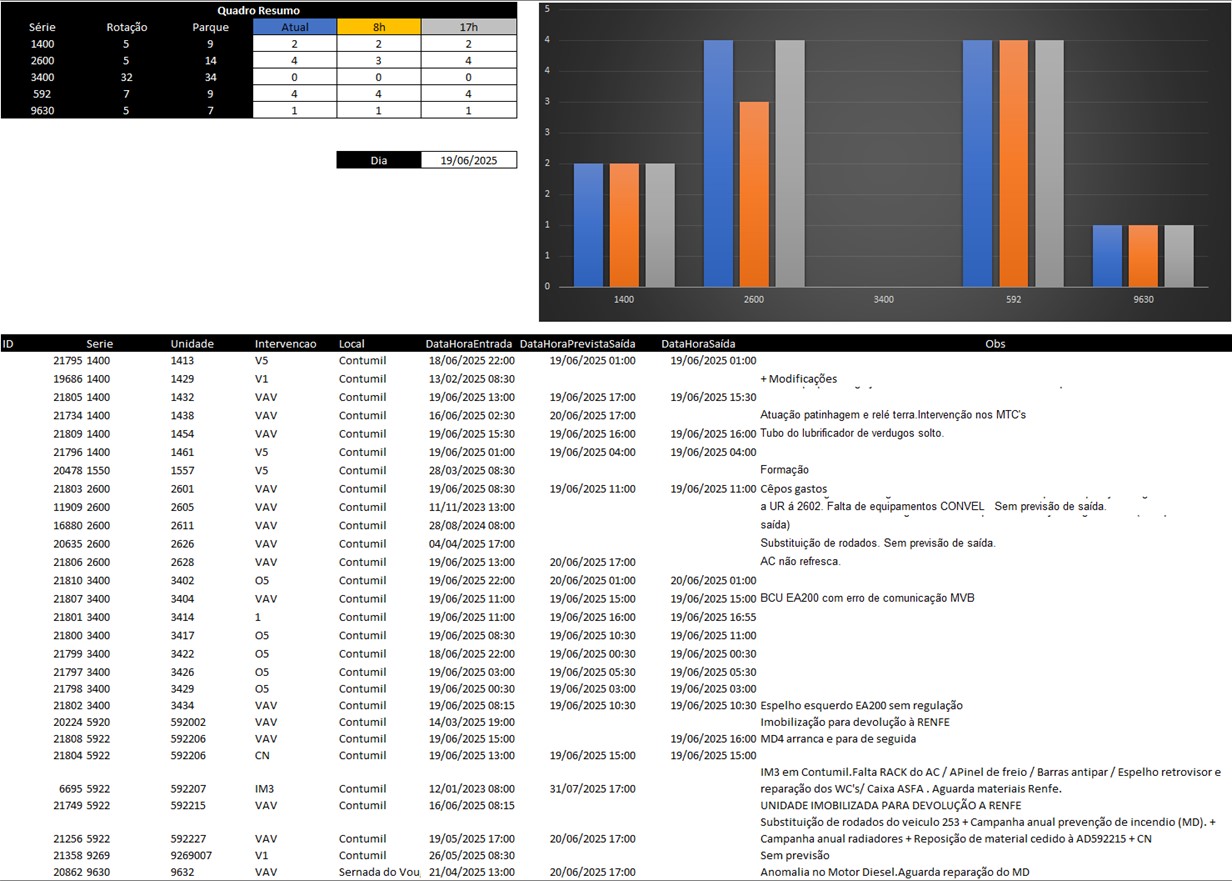 Quadro Resumo
Série Rotação Parque Atual 8h 17h
1400 5 9 2 2 2
2600 5 14 4 3 4
3400 32 34 0 0 0
592 7 9 4 4 4
9630 5 7 1 1 1
Dia 19/06/2025
5
4
4
3
3
2
2
1
1
0
1400 2600 3400 592 9630
ID Serie Unidade Intervencao Local DataHoraEntrada DataHoraPrevistaSaída DataHoraSaída Obs
21795 1400 1413 V5 Contumil 18/06/2025 22:00 19/06/2025 01:00 19/06/2025 01:00
19686 1400 1429 V1 Contumil 13/02/2025 08:30 + Modificações
21805 1400 1432 VAV Contumil 19/06/2025 13:00 19/06/2025 17:00 19/06/2025 15:30
21734 1400 1438 VAV Contumil 16/06/2025 02:30 20/06/2025 17:00 Atuação patinhagem e relé terra.Intervenção nos MTC's
21809 1400 1454 VAV Contumil 19/06/2025 15:30 19/06/2025 16:00 19/06/2025 16:00 Tubo do lubrificador de verdugos solto.
21796 1400 1461 V5 Contumil 19/06/2025 01:00 19/06/2025 04:00 19/06/2025 04:00
20478 1550 1557 V5 Contumil 28/03/2025 08:30 Formação
21803 2600 2601 VAV Contumil 19/06/2025 08:30 19/06/2025 11:00 19/06/2025 11:00 Cêpos gastos
11909 2600 2605 VAV Contumil 11/11/2023 13:00 a UR á 2602. Falta de equipamentos CONVEL Sem previsão de saída.
16880 2600 2611 VAV Contumil 28/08/2024 08:00 saída)
20635 2600 2626 VAV Contumil 04/04/2025 17:00 Substituição de rodados. Sem previsão de saída.
21806 2600 2628 VAV Contumil 19/06/2025 13:00 20/06/2025 17:00 AC não refresca.
21810 3400 3402 O5 Contumil 19/06/2025 22:00 20/06/2025 01:00 20/06/2025 01:00
21807 3400 3404 VAV Contumil 19/06/2025 11:00 19/06/2025 15:00 19/06/2025 15:00 BCU EA200 com erro de comunicação MVB
21801 3400 3414 1 Contumil 19/06/2025 11:00 19/06/2025 16:00 19/06/2025 16:55
21800 3400 3417 O5 Contumil 19/06/2025 08:30 19/06/2025 10:30 19/06/2025 11:00
21799 3400 3422 O5 Contumil 18/06/2025 22:00 19/06/2025 00:30 19/06/2025 00:30
21797 3400 3426 O5 Contumil 19/06/2025 03:00 19/06/2025 05:30 19/06/2025 05:30
21798 3400 3429 O5 Contumil 19/06/2025 00:30 19/06/2025 03:00 19/06/2025 03:00
21802 3400 3434 VAV Contumil 19/06/2025 08:15 19/06/2025 10:30 19/06/2025 10:30 Espelho esquerdo EA200 sem regulação
20224 5920 592002 VAV Contumil 14/03/2025 19:00 Imobilização para devolução à RENFE
21808 5922 592206 VAV Contumil 19/06/2025 15:00 19/06/2025 16:00 MD4 arranca e para de seguida
21804 5922 592206 CN Contumil 19/06/2025 13:00 19/06/2025 15:00 19/06/2025 15:00
IM3 em Contumil.Falta RACK do AC / APinel de freio / Barras antipar / Espelho retrovisor e
6695 5922 592207 IM3 Contumil 12/01/2023 08:00 31/07/2025 17:00 reparação dos WC's/ Caixa ASFA . Aguarda materiais Renfe.
21749 5922 592215 VAV Contumil 16/06/2025 08:15 UNIDADE IMOBILIZADA PARA DEVOLUÇÃO A RENFE
Substituição de rodados do veiculo 253 + Campanha anual prevenção de incendio (MD). +
21256 5922 592227 VAV Contumil 19/05/2025 17:00 20/06/2025 17:00 Campanha anual radiadores + Reposição de material cedido à AD592215 + CN
21358 9269 9269007 V1 Contumil 26/05/2025 08:30 Sem previsão
20862 9630 9632 VAV Sernada do Vou 21/04/2025 13:00 20/06/2025 17:00 Anomalia no Motor Diesel.Aguarda reparação do MD